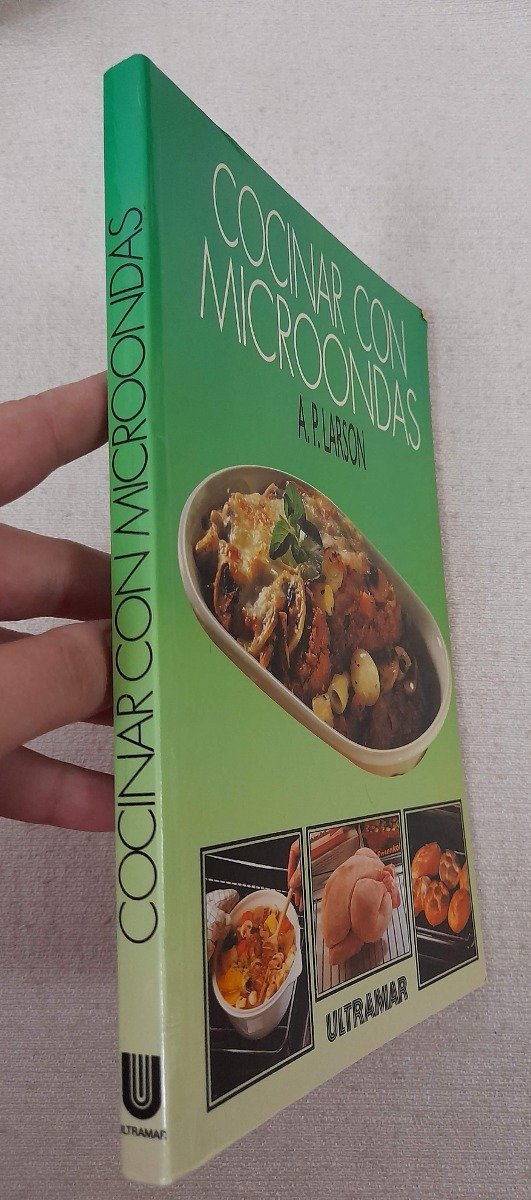 COCINAR CON
MICROONDAS
A. P. LARSON
ULTRAMAR
COCINAR CON MICROONDAS
ULTRAMAR